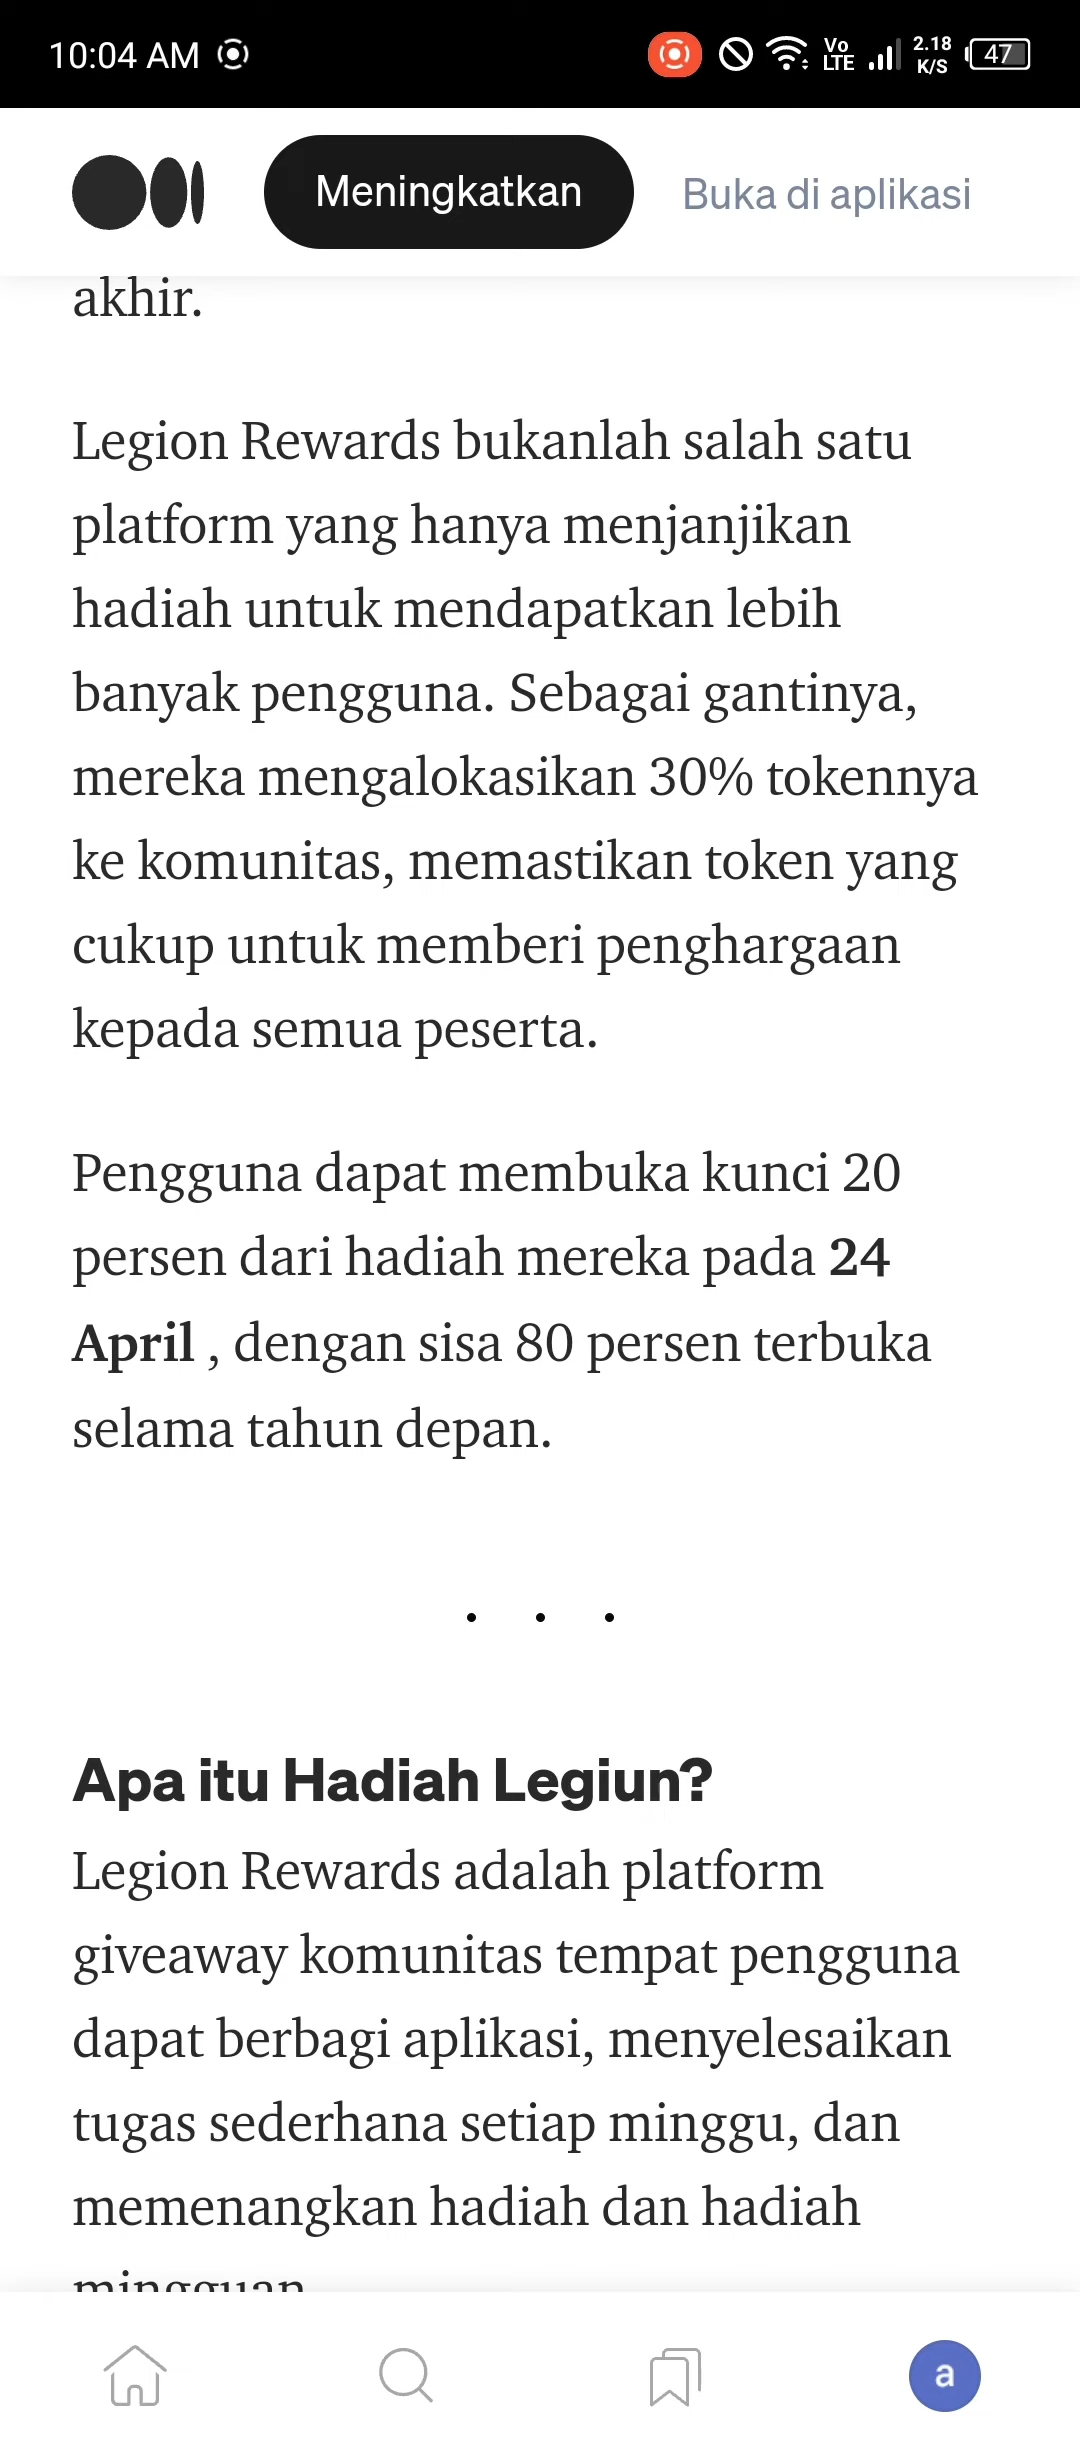 10:04 AM
Vo LTE
2.18 K/S
47
Meningkatkan
Buka di aplikasi
akhir.
Legion Rewards bukanlah salah satu
platform yang hanya menjanjikan
hadiah untuk mendapatkan lebih
banyak pengguna. Sebagai gantinya,
mereka mengalokasikan 30% tokennya
ke komunitas, memastikan token yang
cukup untuk memberi penghargaan
kepada semua peserta.
Pengguna dapat membuka kunci 20
persen dari hadiah mereka pada 24
April , dengan sisa 80 persen terbuka
selama tahun depan.
. . .
Apa itu Hadiah Legiun?
Legion Rewards adalah platform
giveaway komunitas tempat pengguna
dapat berbagi aplikasi, menyelesaikan
tugas sederhana setiap minggu, dan
memenangkan hadiah dan hadiah
mingguan
a